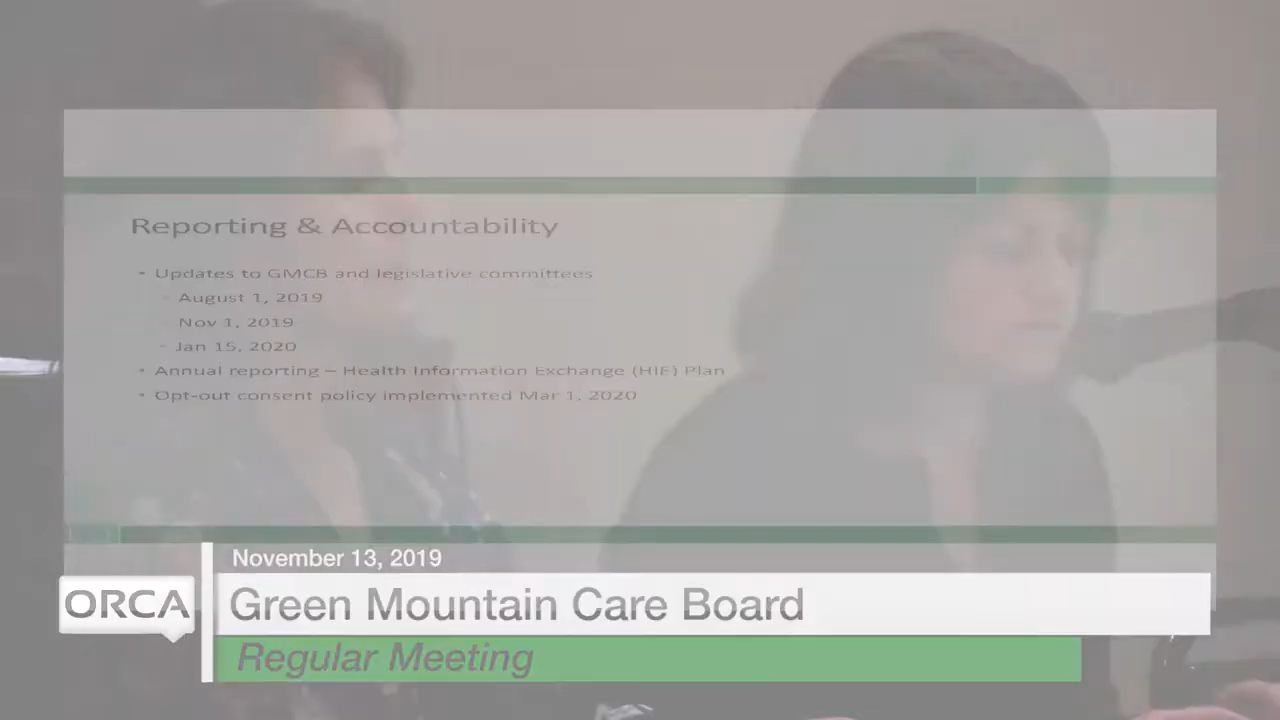 Reporting & Accountability
• Updates to GMCB and legislative committees
◦ August 1, 2019
◦ Nov 1, 2019
◦ Jan 15, 2020
• Annual reporting – Health Information Exchange (HIE) Plan
• Opt-out consent policy implemented Mar 1, 2020
November 13, 2019
ORCA
Green Mountain Care Board
Regular Meeting